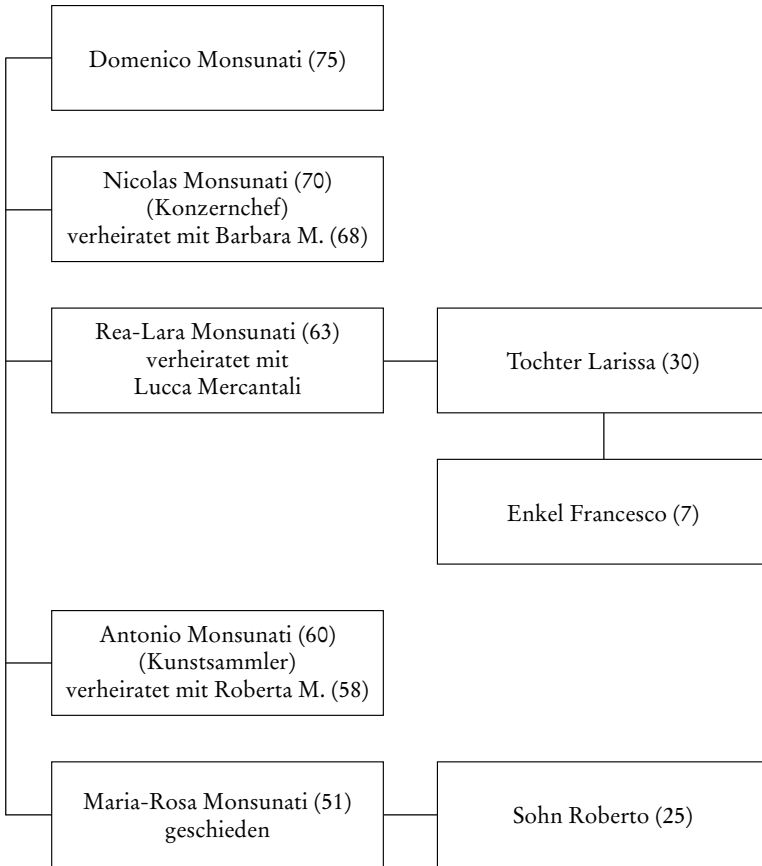 Domenico Monsunati (75)
Nicolas Monsunati (70)
(Konzernchef)
verheiratet mit Barbara M. (68)
Rea-Lara Monsunati (63)
verheiratet mit
Lucca Mercantali
Tochter Larissa (30)
Enkel Francesco (7)
Antonio Monsunati (60)
(Kunstsammler)
verheiratet mit Roberta M. (58)
Maria-Rosa Monsunati (51)
geschieden
Sohn Roberto (25)